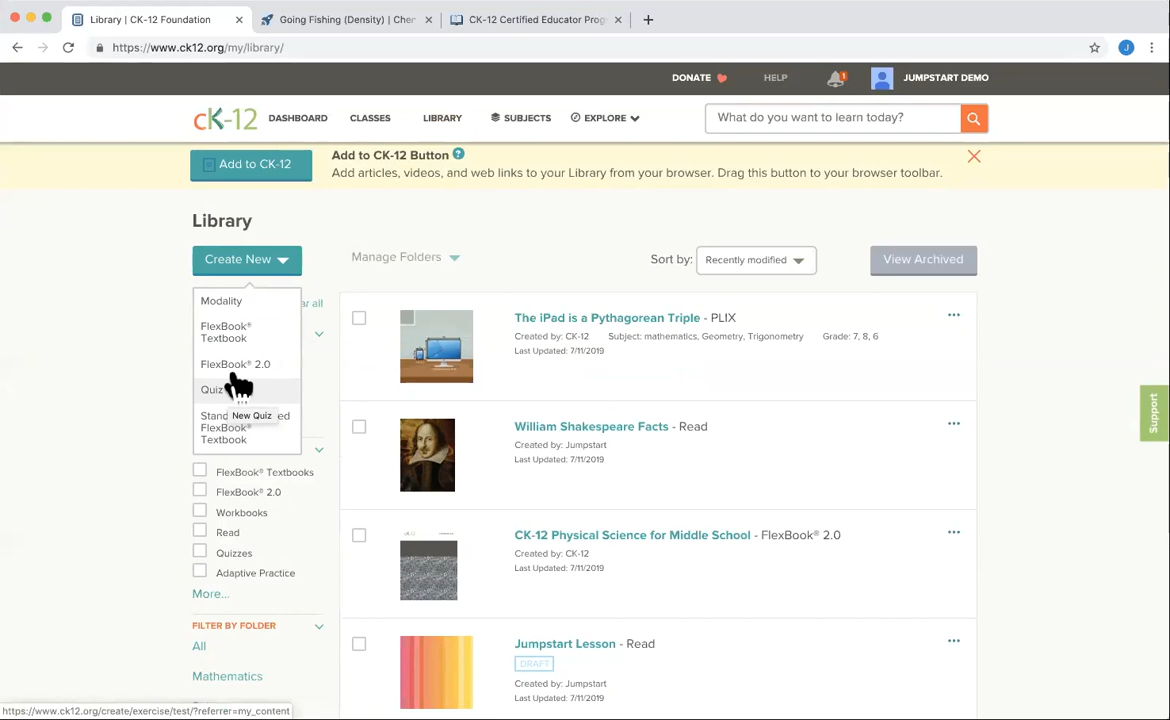 Library | CK-12 Foundation
Going Fishing (Density) | Cher
CK-12 Certified Educator Prog
https://www.ck12.org/my/library/
J
DONATE
HELP
1
JUMPSTART DEMO
cK-12
DASHBOARD
CLASSES
LIBRARY
SUBJECTS
EXPLORE
What do you want to learn today?
Add to CK-12
Add to CK-12 Button ?
Add articles, videos, and web links to your Library from your browser. Drag this button to your browser toolbar.
Library
Create New
Manage Folders
Sort by:
Recently modified
View Archived
Modality
FlexBook®
Textbook
FlexBook® 2.0
Quiz
New Quiz
Stand
ed
FlexBook®
Textbook
ar all
FlexBook® Textbooks
FlexBook® 2.0
Workbooks
Read
Quizzes
Adaptive Practice
More...
FILTER BY FOLDER
All
Mathematics
The iPad is a Pythagorean Triple - PLIX
Created by: CK-12 Subject: mathematics, Geometry, Trigonometry Grade: 7, 8, 6
Last Updated: 7/11/2019
William Shakespeare Facts - Read
Created by: Jumpstart
Last Updated: 7/11/2019
CK-12 Physical Science for Middle School - FlexBook® 2.0
Created by: CK-12
Last Updated: 7/11/2019
Jumpstart Lesson - Read
DRAFT
Created by: Jumpstart
Last Updated: 7/11/2019
Support
https://www.ck12.org/create/exercise/test/?referrer=my_content